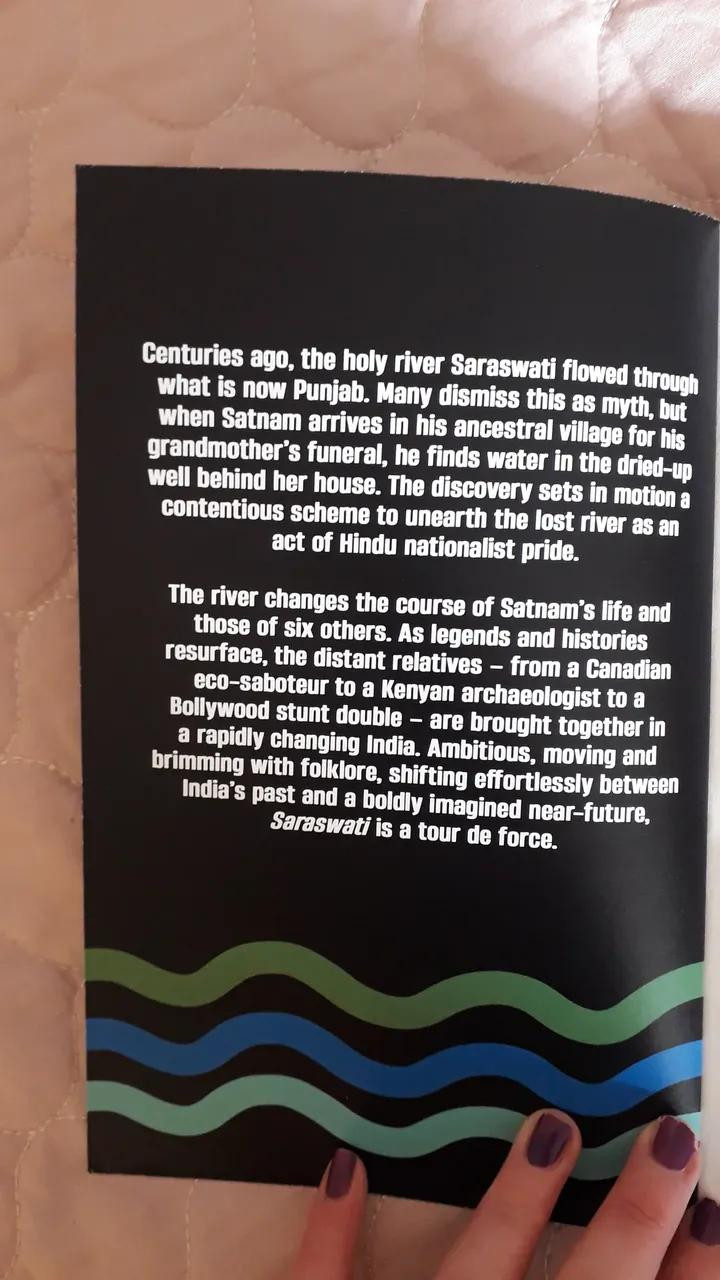 Centuries ago, the holy river Saraswati flowed through
what is now Punjab. Many dismiss this as myth, but
when Satnam arrives in his ancestral village for his
grandmother's funeral, he finds water in the dried-up
well behind her house. The discovery sets in motion a
contentious scheme to unearth the lost river as an
act of Hindu nationalist pride.
The river changes the course of Satnam's life and
those of six others. As legends and histories
resurface, the distant relatives – from a Canadian
eco-saboteur to a Kenyan archaeologist to a
Bollywood stunt double – are brought together in
a rapidly changing India. Ambitious, moving and
brimming with folklore, shifting effortlessly between
India's past and a boldly imagined near-future,
Saraswati is a tour de force.